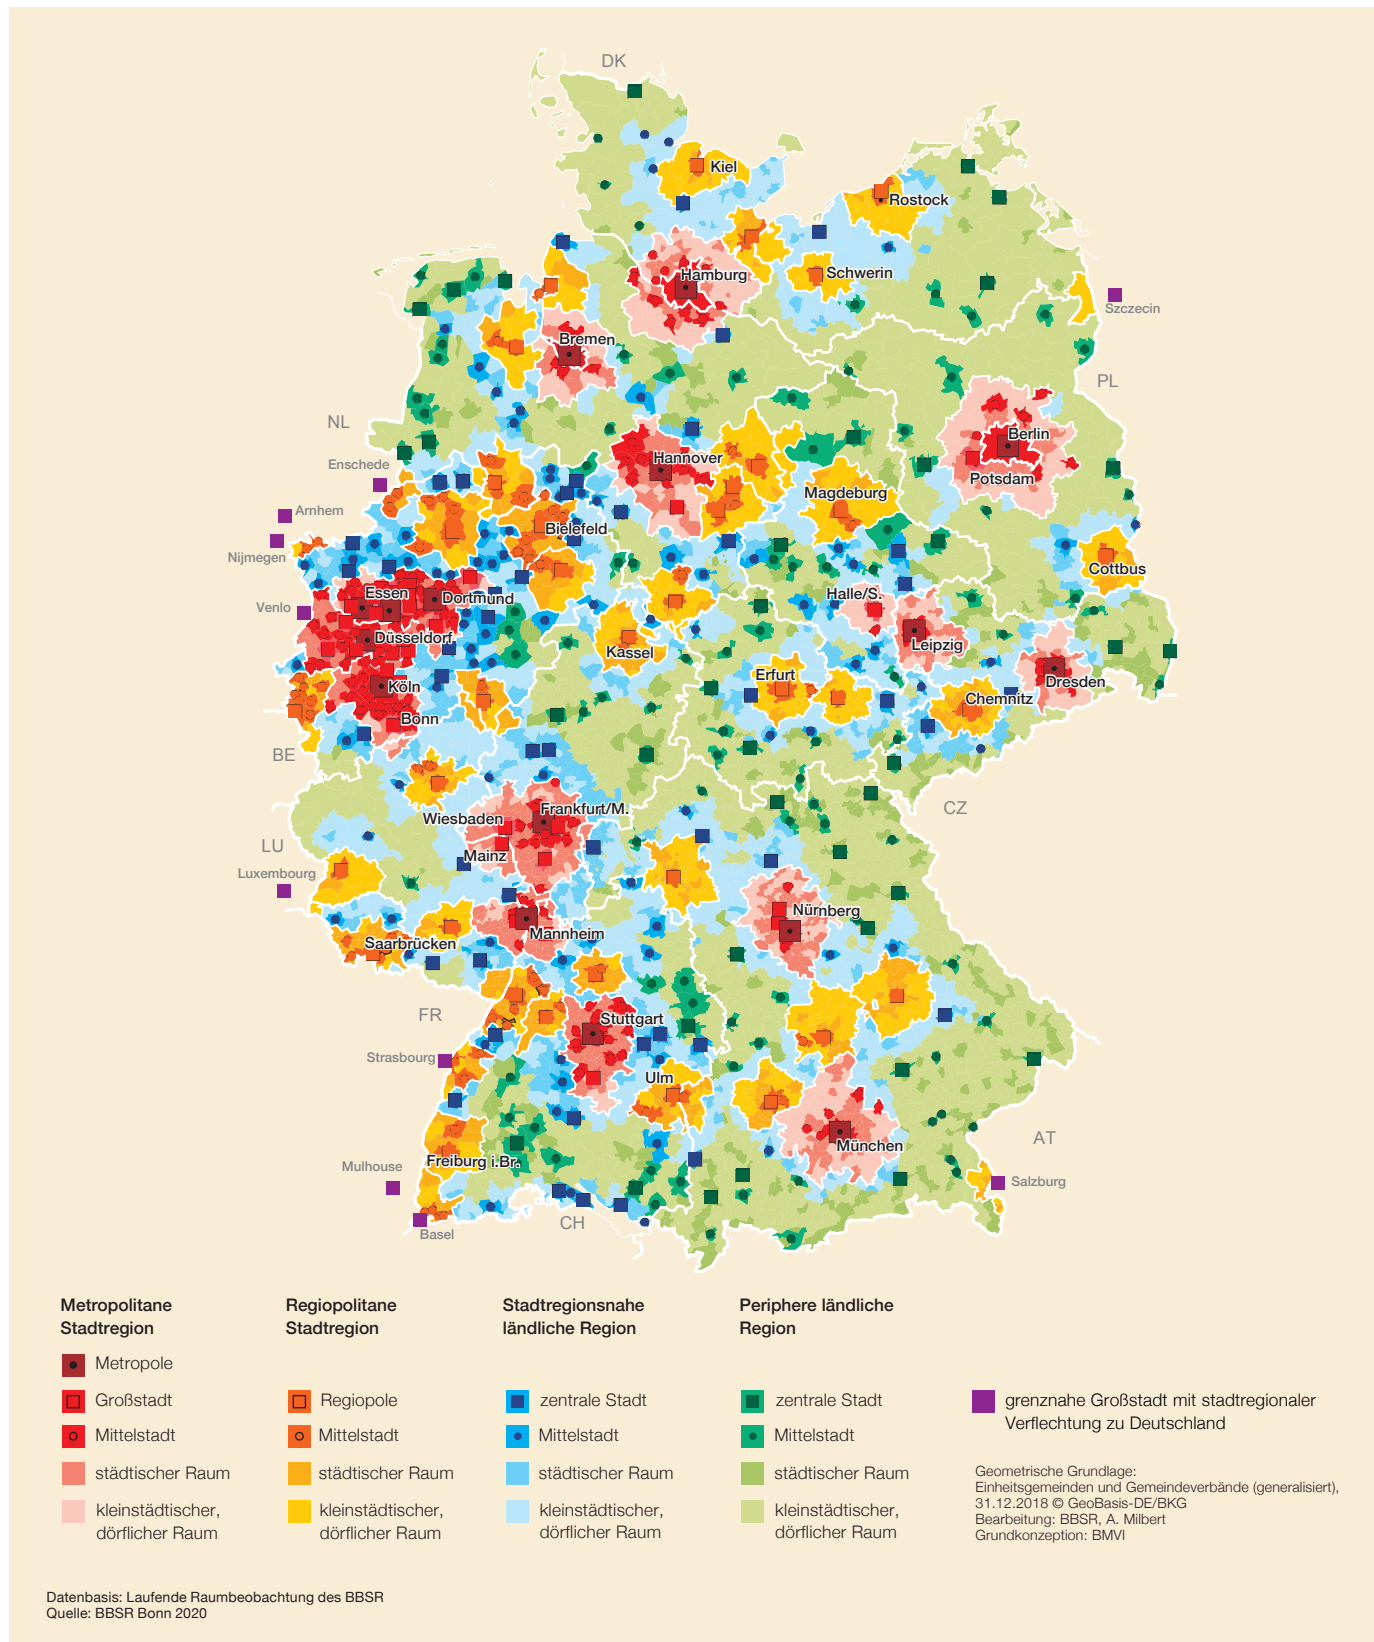 DK
Kiel
Rostock
Hamburg
Schwerin
Szczecin
Bremen
PL
NL
Berlin
Enschede
Hannover
Potsdam
Magdeburg
Arnhem
Bielefeld
Nijmegen
Cottbus
Essen
Halle/S.
Dortmund
Venlo
Düsseldorf
Leipzig
Kassel
Erfurt
Dresden
Köln
Chemnitz
Bonn
BE
Frankfurt/M.
CZ
Wiesbaden
LU
Mainz
Luxembourg
Nürnberg
Mannheim
Saarbrücken
FR
Stuttgart
Strasbourg
Ulm
AT
München
Freiburg i.Br.
Mulhouse
Salzburg
CH
Basel
Metropolitane
Stadtregion
Metropole
Großstadt
Mittelstadt
städtischer Raum
kleinstädtischer,
dörflicher Raum
Regiopolitane
Stadtregion
Regiopole
Mittelstadt
städtischer Raum
kleinstädtischer,
dörflicher Raum
Stadtregionsnahe
ländliche Region
zentrale Stadt
Mittelstadt
städtischer Raum
kleinstädtischer,
dörflicher Raum
Periphere ländliche
Region
zentrale Stadt
Mittelstadt
städtischer Raum
kleinstädtischer,
dörflicher Raum
grenznahe Großstadt mit stadtregionaler
Verflechtung zu Deutschland
Geometrische Grundlage:
Einheitsgemeinden und Gemeindeverbände (generalisiert),
31.12.2018 © GeoBasis-DE/BKG
Bearbeitung: BBSR, A. Milbert
Grundkonzeption: BMVI
Datenbasis: Laufende Raumbeobachtung des BBSR
Quelle: BBSR Bonn 2020